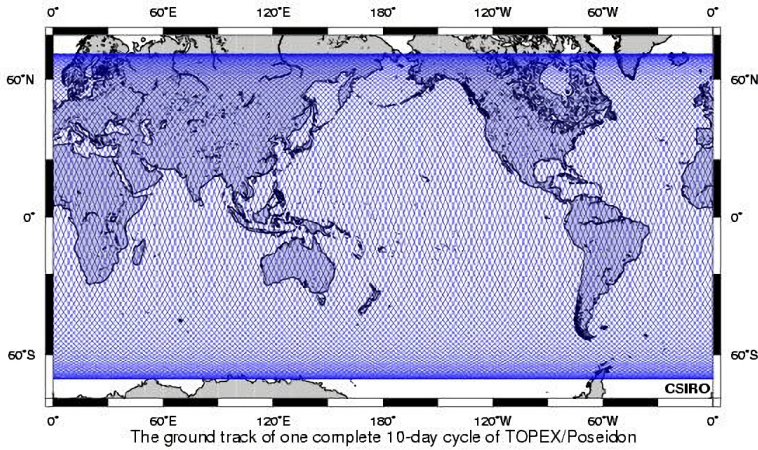 0° 60°E 120°E 180° 120°W 60°W 0°
60°N 60°N
0° 0°
60°S 60°S
CSIRO
0° 60°E 120°E 180° 120°W 60°W 0°
The ground track of one complete 10-day cycle of TOPEX/Poseidon